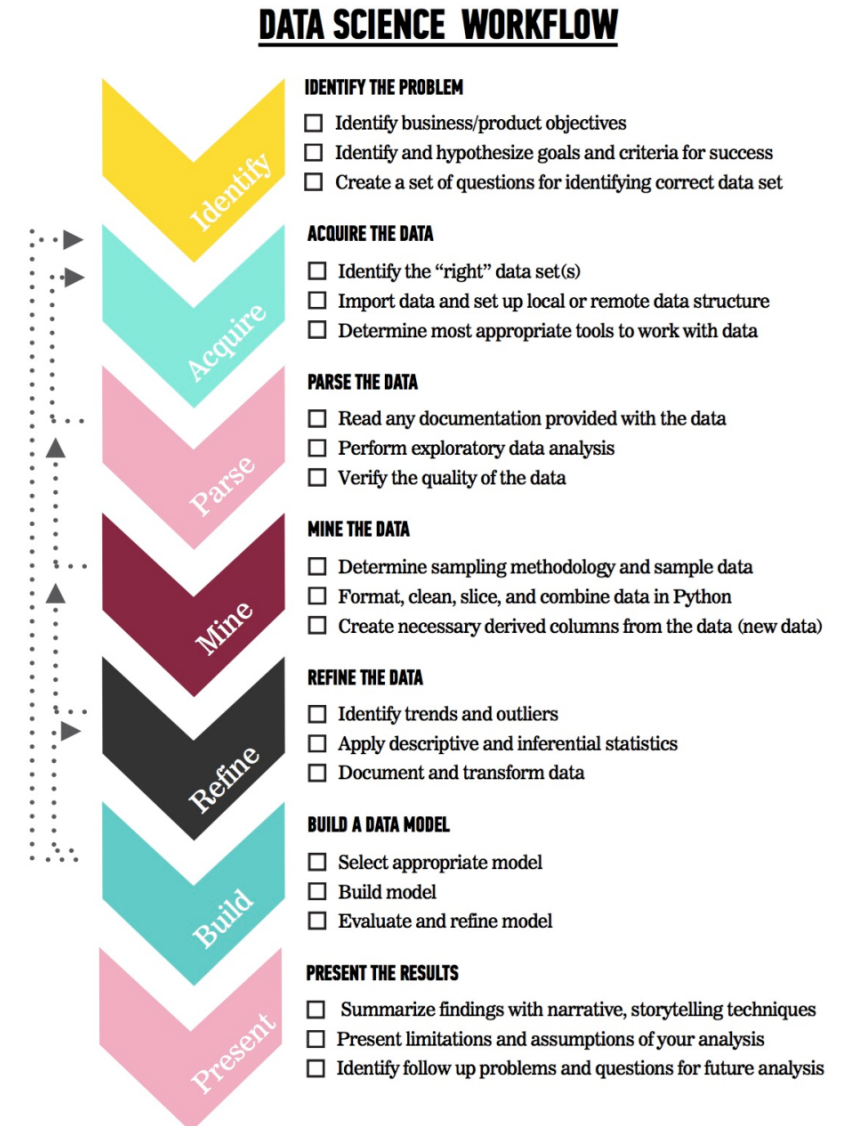 DATA SCIENCE WORKFLOW
Identify
IDENTIFY THE PROBLEM
Identify business/product objectives
Identify and hypothesize goals and criteria for success
Create a set of questions for identifying correct data set
Acquire
ACQUIRE THE DATA
Identify the “right” data set(s)
Import data and set up local or remote data structure
Determine most appropriate tools to work with data
Parse
PARSE THE DATA
Read any documentation provided with the data
Perform exploratory data analysis
Verify the quality of the data
Mine
MINE THE DATA
Determine sampling methodology and sample data
Format, clean, slice, and combine data in Python
Create necessary derived columns from the data (new data)
Refine
REFINE THE DATA
Identify trends and outliers
Apply descriptive and inferential statistics
Document and transform data
Build
BUILD A DATA MODEL
Select appropriate model
Build model
Evaluate and refine model
Present
PRESENT THE RESULTS
Summarize findings with narrative, storytelling techniques
Present limitations and assumptions of your analysis
Identify follow up problems and questions for future analysis